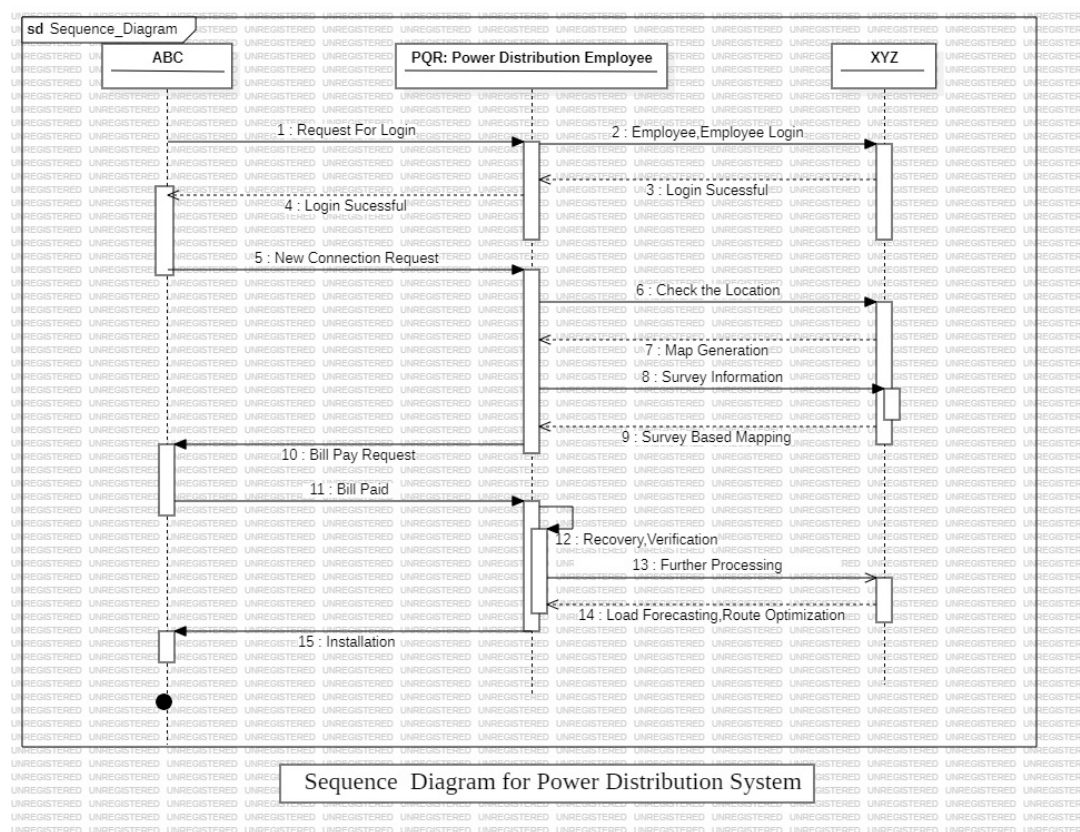 sd Sequence_Diagram
ABC
PQR: Power Distribution Employee
XYZ
1 : Request For Login
2 : Employee,Employee Login
3 : Login Sucessful
4 : Login Sucessful
5 : New Connection Request
6 : Check the Location
7 : Map Generation
8 : Survey Information
9 : Survey Based Mapping
10 : Bill Pay Request
11 : Bill Paid
12 : Recovery,Verification
13 : Further Processing
14 : Load Forecasting,Route Optimization
15 : Installation
Sequence Diagram for Power Distribution System
UNREGISTERED